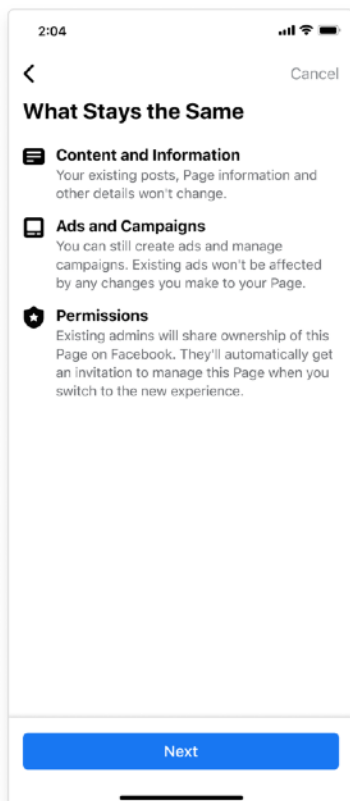 2:04
Cancel
What Stays the Same
Content and Information
Your existing posts, Page information and
other details won't change.
Ads and Campaigns
You can still create ads and manage
campaigns. Existing ads won't be affected
by any changes you make to your Page.
Permissions
Existing admins will share ownership of this
Page on Facebook. They'll automatically get
an invitation to manage this Page when you
switch to the new experience.
Next